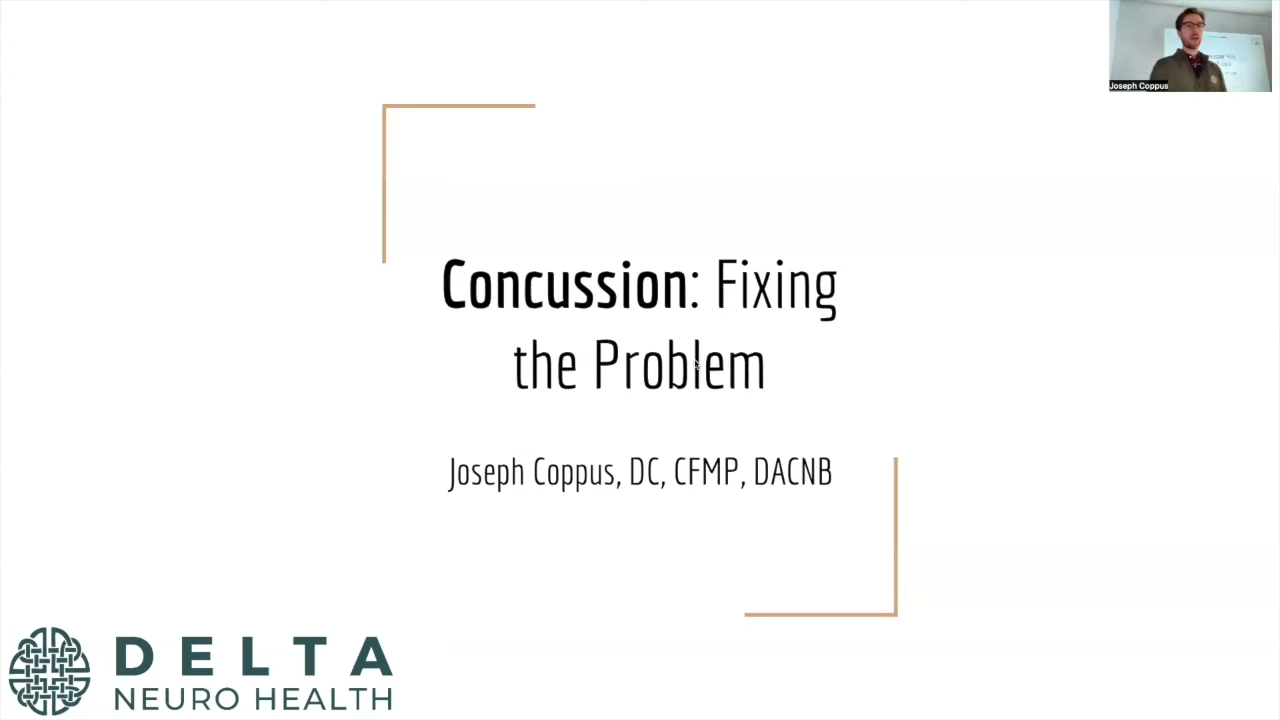 Joseph Coppus
Concussion: Fixing
the Problem
Joseph Coppus, DC, CFMP, DACNB
DELTA
NEURO HEALTH